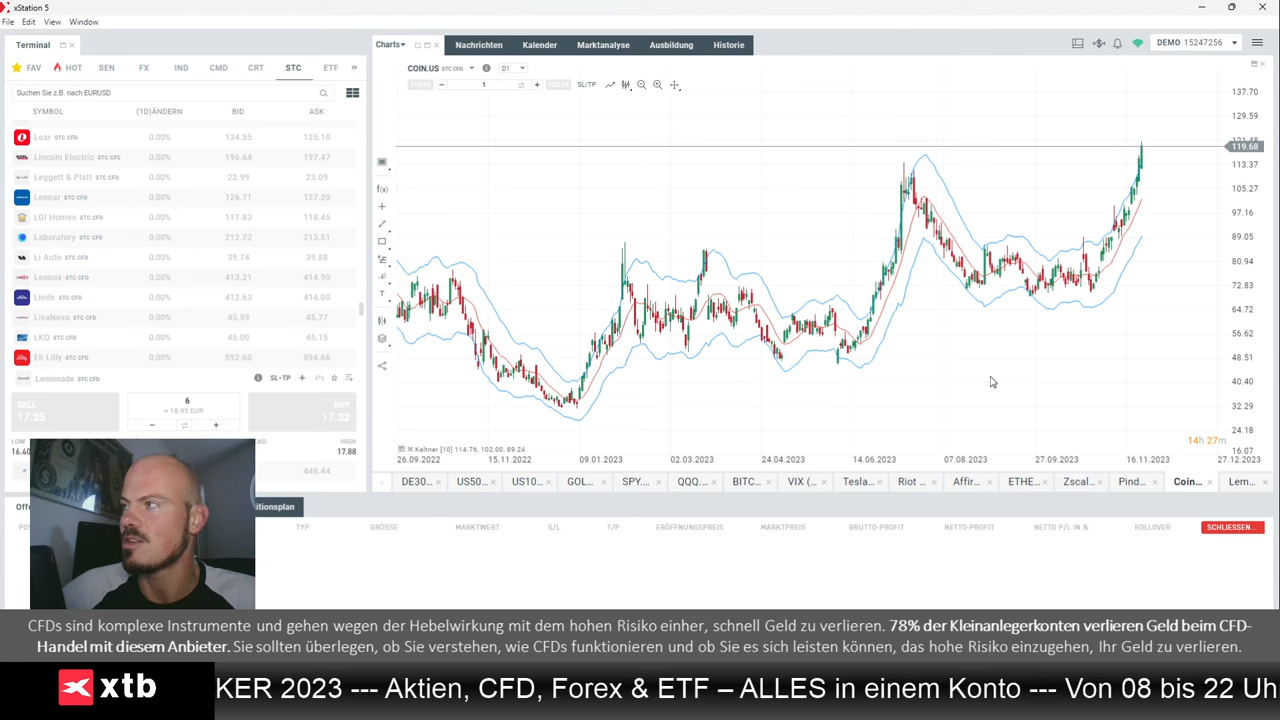 xStation 5
File Edit View Window
Terminal
FAV HOT SEN FX IND CMD CRT STC ETF
Suchen Sie z.B. nach EURUSD
SYMBOL (1D)ÄNDERN BID ASK
Lear STC CFD 0.00% 134.55 135.10
Lincoln Electric STC CFD 0.00% 196.64 197.47
Leggett & Platt STC CFD 0.00% 22.99 23.09
Lennar STC CFD 0.00% 126.71 127.20
LGI Homes STC CFD 0.00% 117.83 118.45
Laboratory STC CFD 0.00% 212.72 213.51
Li Auto STC CFD 0.00% 39.74 39.88
Lennox STC CFD 0.00% 413.21 414.90
Linde STC CFD 0.00% 412.63 414.00
LivaNova STC CFD 0.00% 45.59 45.77
LKQ STC CFD 0.00% 45.00 45.15
Eli Lilly STC CFD 0.00% 592.60 594.66
Lemonade STC CFD SL+TP
SELL 17.25
6
≈ 18.95 EUR
BUY 17.32
LOW
16.40
HIGH
17.88
446.44
Charts Nachrichten Kalender Marktanalyse Ausbildung Historie
DEMO 15247256
COIN.US STC CFD D1
1 SL/TP
137.70
129.59
119.68
113.37
105.27
97.16
89.05
80.94
72.83
64.72
56.62
48.51
40.40
32.29
24.18
16.07
14h 27m
Keltner [10] 114.76, 102.00, 89.24
26.09.2022 15.11.2022 09.01.2023 02.03.2023 24.04.2023 14.06.2023 07.08.2023 27.09.2023 16.11.2023 27.12.2023
DE30... US50... US10... GOL... SPY... QQQ... BITC... VIX (... Tesla... Riot ... Affir... ETHE... Zscal... Pind... Coin... Lem...
TYP GRÖSSE MARKTWERT S/L T/P ERÖFFNUNGSPREIS MARKTPREIS BRUTTO-PROFIT NETTO-PROFIT NETTO P/L IN % ROLLOVER SCHLIESSEN...
CFDs sind komplexe Instrumente und gehen wegen der Hebelwirkung mit dem hohen Risiko einher, schnell Geld zu verlieren. 78% der Kleinanlegerkonten verlieren Geld beim CFD-
Handel mit diesem Anbieter. Sie sollten überlegen, ob Sie verstehen, wie CFDs funktionieren und ob Sie es sich leisten können, das hohe Risiko einzugehen, Ihr Geld zu verlieren.
xtb KER 2023 --- Aktien, CFD, Forex & ETF – ALLES in einem Konto --- Von 08 bis 22 Uh